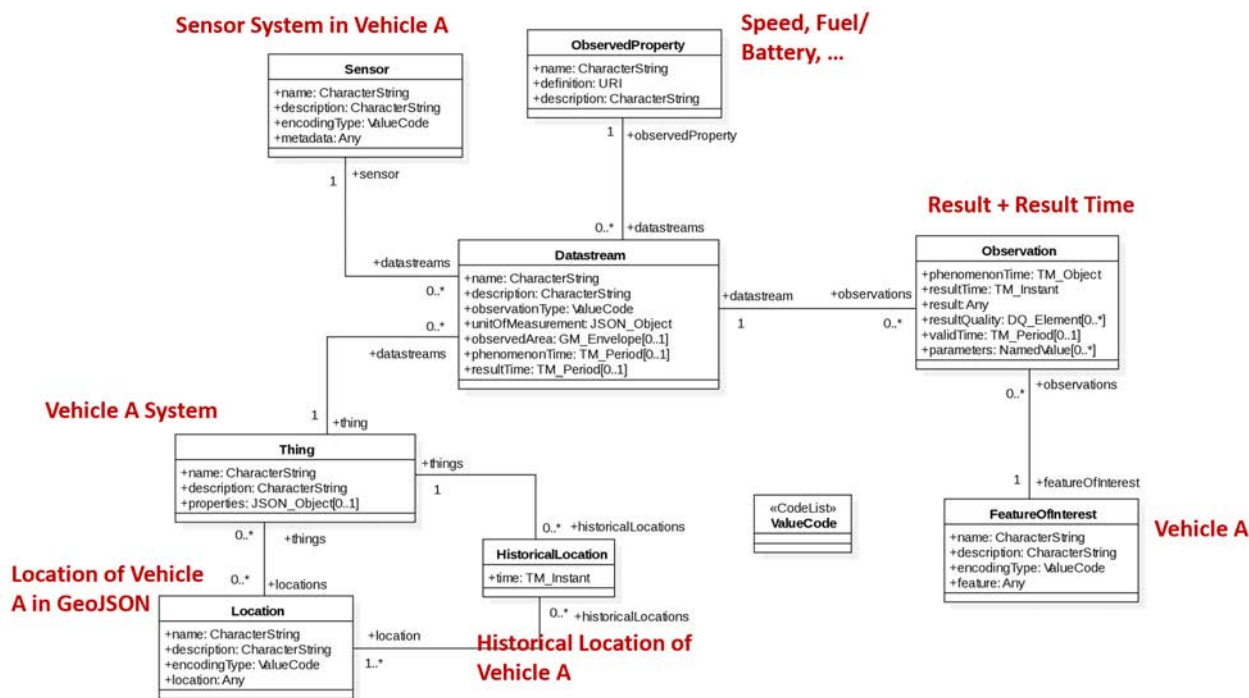 Sensor System in Vehicle A
Speed, Fuel/
Battery, ...
ObservedProperty
+name: CharacterString
+definition: URI
+description: CharacterString
Sensor
+name: CharacterString
+description: CharacterString
+encodingType: ValueCode
+metadata: Any
1
+observedProperty
1
+sensor
Result + Result Time
0..*
+datastreams
Datastream
+name: CharacterString
+description: CharacterString
+observationType: ValueCode
+unitOfMeasurement: JSON_Object
+observedArea: GM_Envelope[0..1]
+phenomenonTime: TM_Period[0..1]
+resultTime: TM_Period[0..1]
Observation
+phenomenonTime: TM_Object
+resultTime: TM_Instant
+result: Any
+resultQuality: DQ_Element[0..*]
+validTime: TM_Period[0..1]
+parameters: NamedValue[0..*]
+datastreams
0..*
+datastream
1
+observations
0..*
0..*
+datastreams
0..*
+observations
Vehicle A System
1
+thing
Thing
+name: CharacterString
+description: CharacterString
+properties: JSON_Object[0..1]
+things
1
1
+featureOfInterest
«CodeList»
ValueCode
FeatureOfInterest
+name: CharacterString
+description: CharacterString
+encodingType: ValueCode
+feature: Any
Vehicle A
0..*
+things
0..*
+historicalLocations
HistoricalLocation
+time: TM_Instant
Location of Vehicle
A in GeoJSON
0..*
+locations
Location
+name: CharacterString
+description: CharacterString
+encodingType: ValueCode
+location: Any
0..*
+historicalLocations
+location
1..*
Historical Location of
Vehicle A